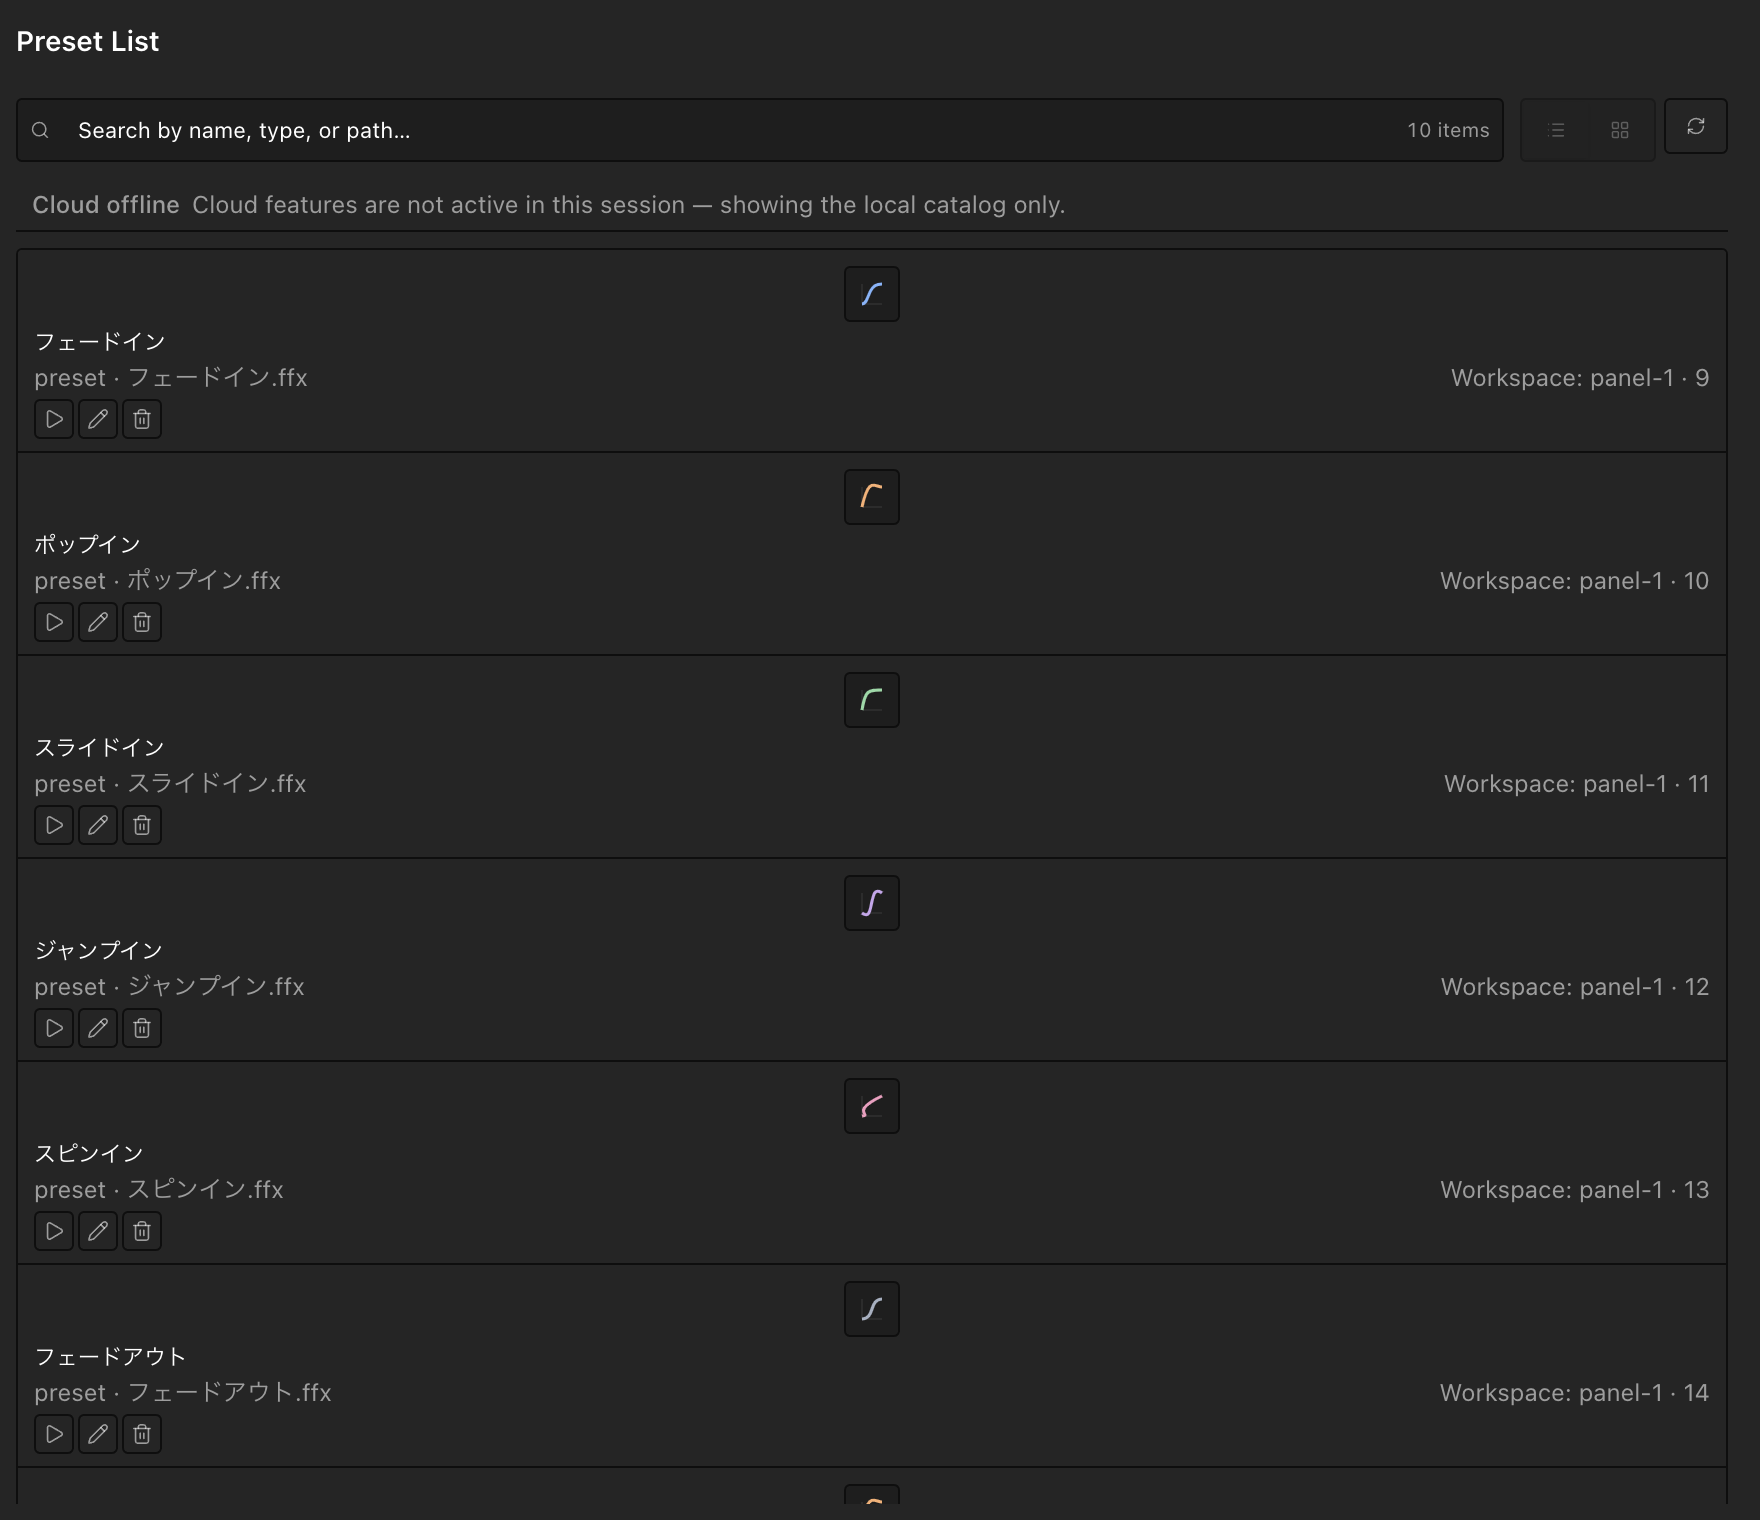 Preset List
Search by name, type, or path...
10 items
Cloud offline Cloud features are not active in this session — showing the local catalog only.
フェードイン
preset · フェードイン.ffx
Workspace: panel-1 · 9
ポップイン
preset · ポップイン.ffx
Workspace: panel-1 · 10
スライドイン
preset · スライドイン.ffx
Workspace: panel-1 · 11
ジャンプイン
preset · ジャンプイン.ffx
Workspace: panel-1 · 12
スピンイン
preset · スピンイン.ffx
Workspace: panel-1 · 13
フェードアウト
preset · フェードアウト.ffx
Workspace: panel-1 · 14